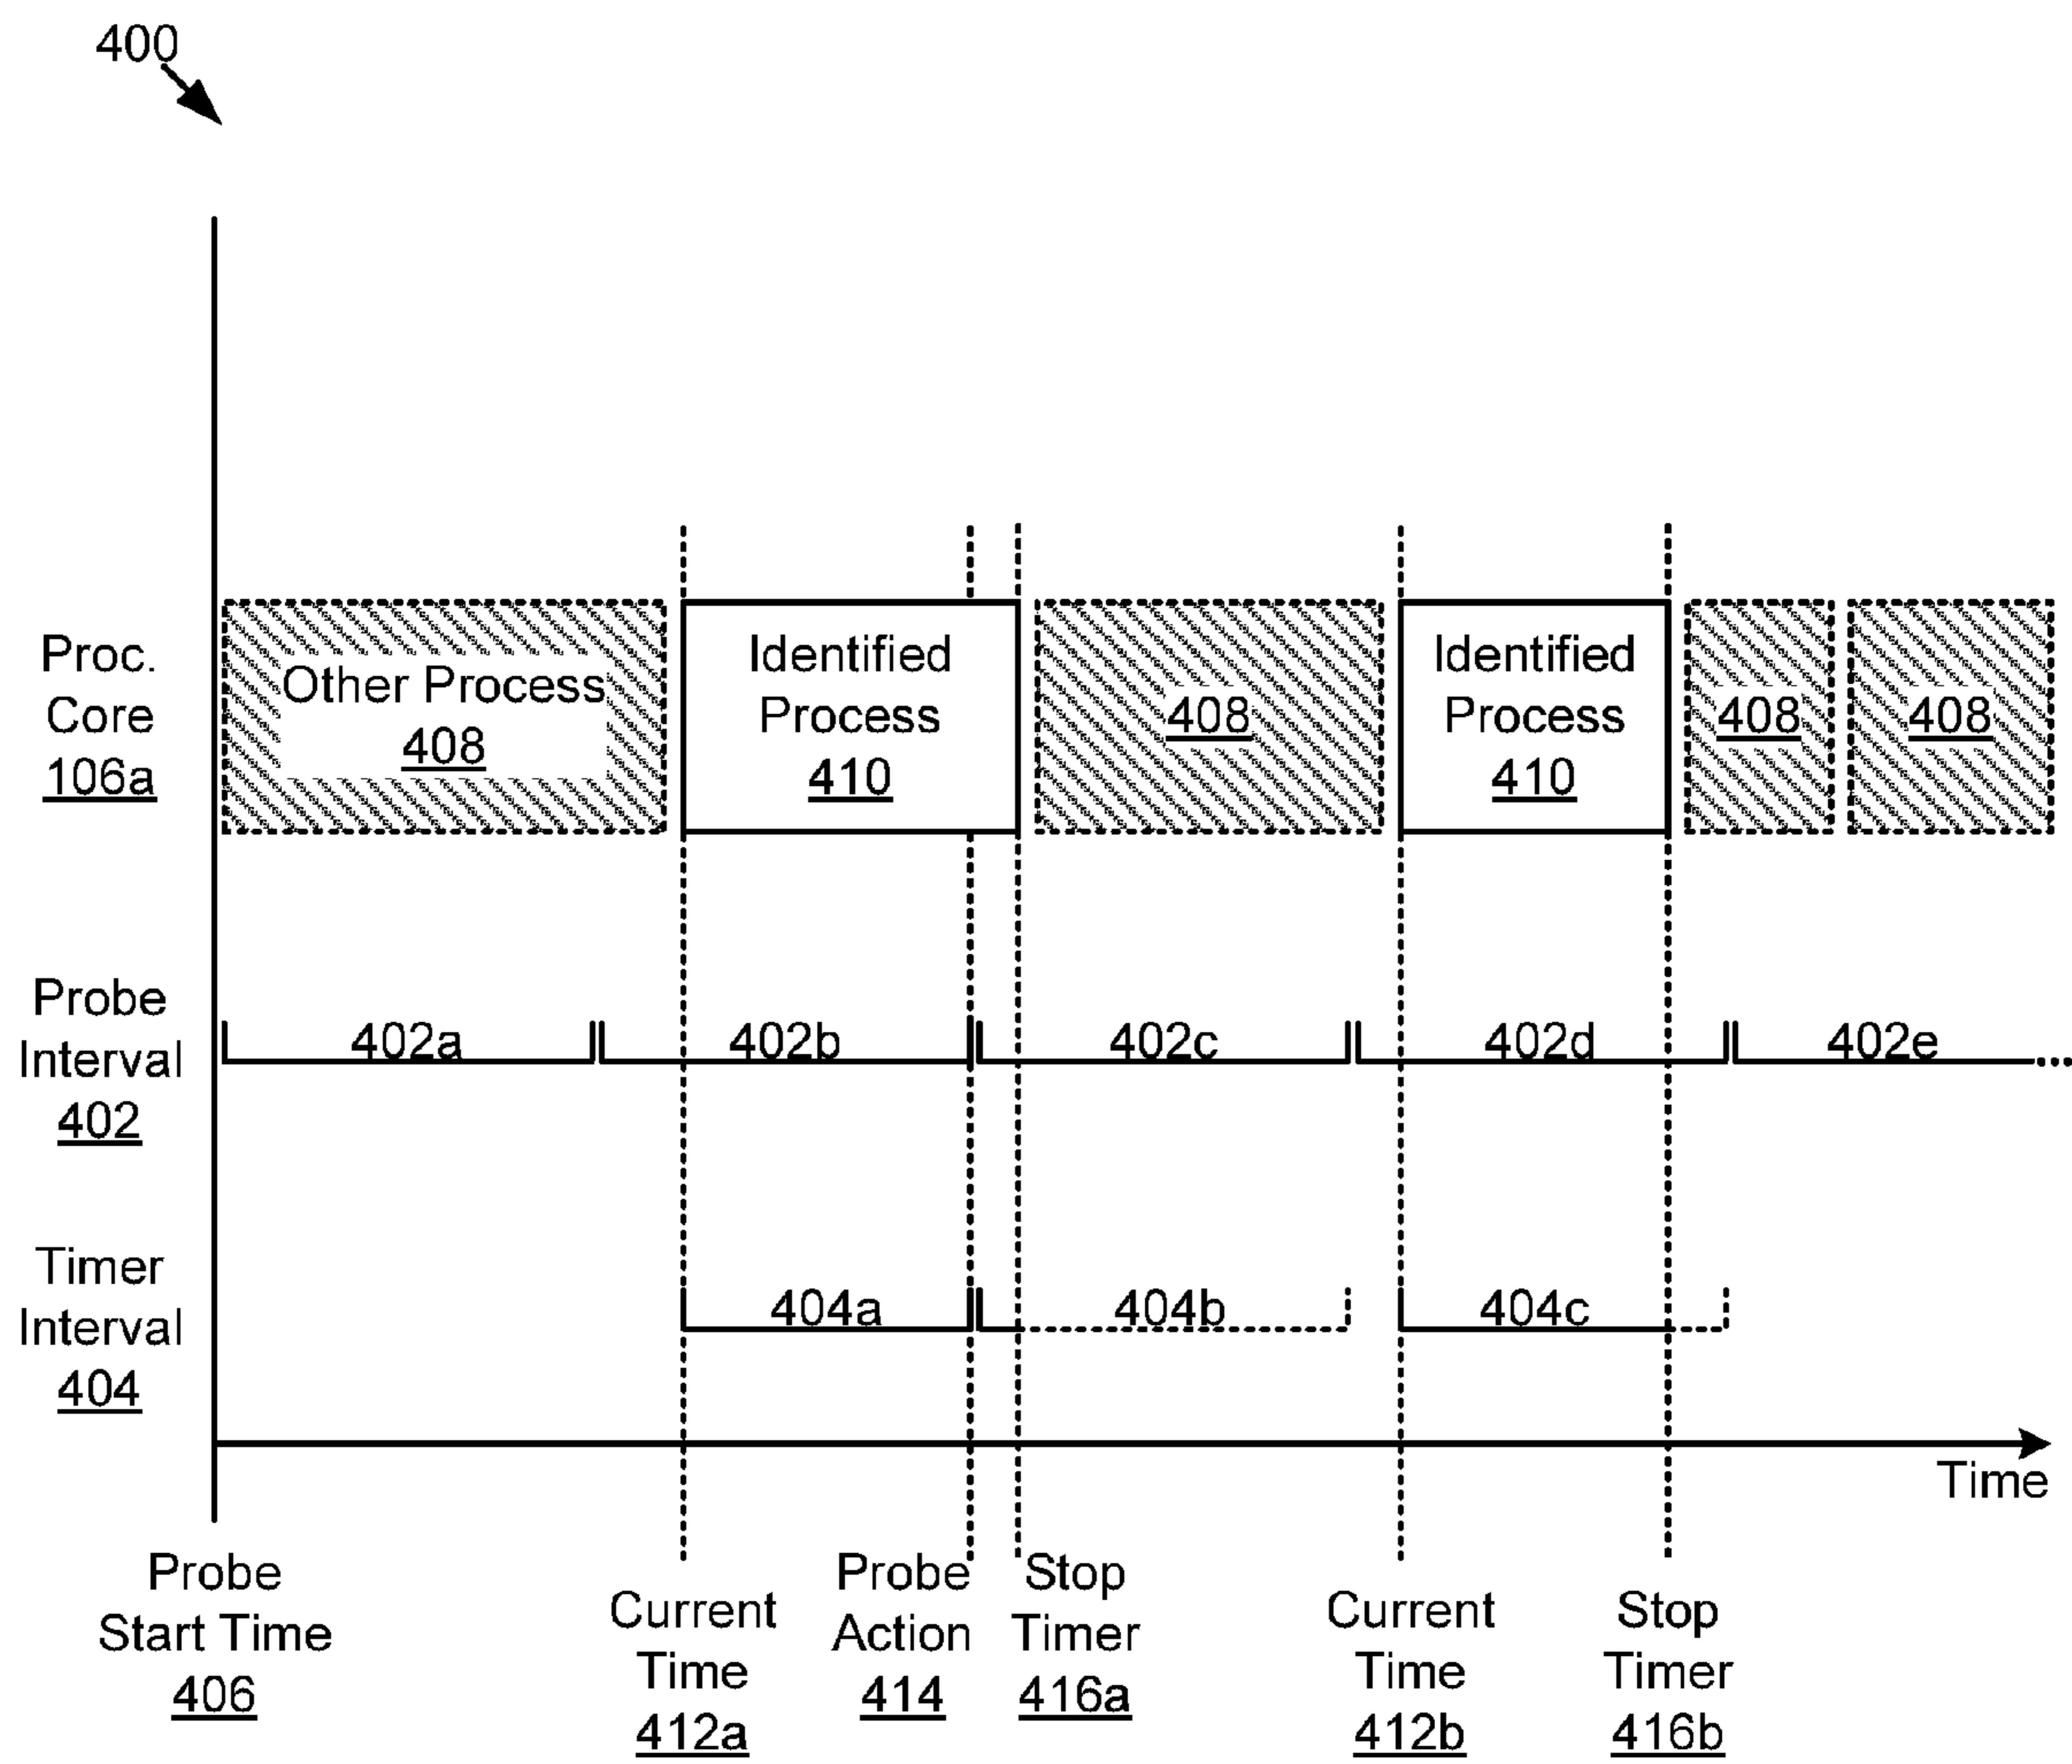 400
Proc.
Core
106a
Other Process
408
Identified
Process
410
408
Identified
Process
410
408
408
Probe
Interval
402
402a
402b
402c
402d
402e
Timer
Interval
404
404a
404b
404c
Time
Probe
Start Time
406
Current
Time
412a
Probe
Action
414
Stop
Timer
416a
Current
Time
412b
Stop
Timer
416b